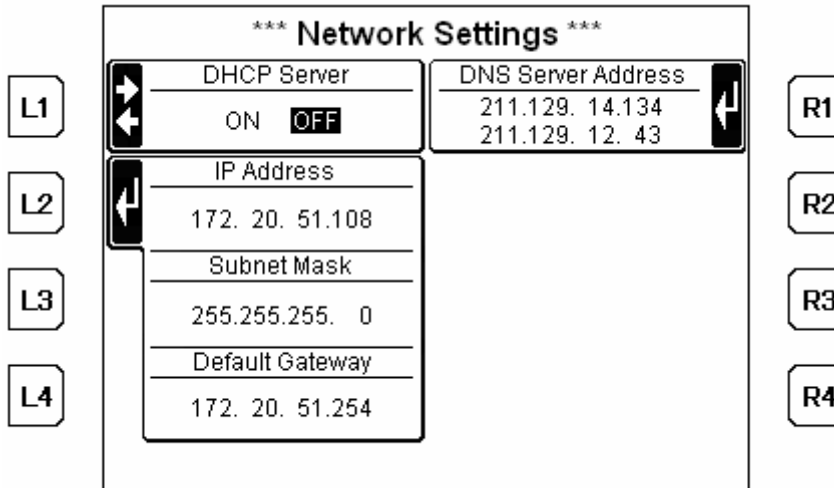 *** Network Settings ***
L1
DHCP Server
ON OFF
DNS Server Address
211.129. 14.134
211.129. 12. 43
R1
L2
IP Address
172. 20. 51.108
R2
L3
Subnet Mask
255.255.255. 0
R3
L4
Default Gateway
172. 20. 51.254
R4